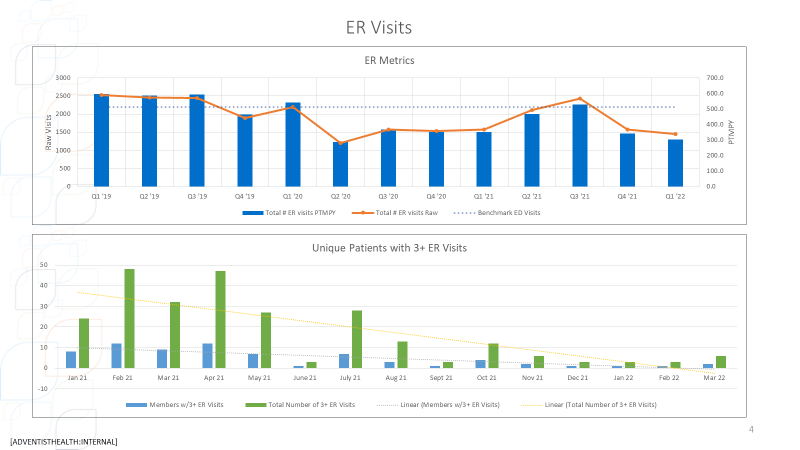 ER Visits
ER Metrics
3000
2500
2000
1500
1000
500
0
Raw Visits
700.0
600.0
500.0
400.0
300.0
200.0
100.0
0.0
PTMPY
Q1 '19 Q2 '19 Q3 '19 Q4 '19 Q1 '20 Q2 '20 Q3 '20 Q4 '20 Q1 '21 Q2 '21 Q3 '21 Q4 '21 Q1 '22
Total # ER visits PTMPY Total # ER visits Raw Benchmark ED Visits
Unique Patients with 3+ ER Visits
50
40
30
20
10
0
-10
Jan 21 Feb 21 Mar 21 Apr 21 May 21 June 21 July 21 Aug 21 Sept 21 Oct 21 Nov 21 Dec 21 Jan 22 Feb 22 Mar 22
Members w/3+ ER Visits Total Number of 3+ ER Visits Linear (Members w/3+ ER Visits) Linear (Total Number of 3+ ER Visits)
4
[ADVENTISTHEALTH:INTERNAL]